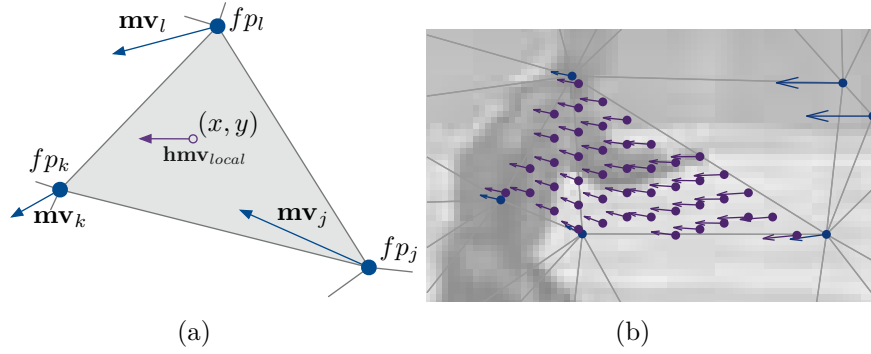 mv_l
fp_l
(x, y)
hmv_local
fp_k
mv_k
mv_j
fp_j
(a)
(b)